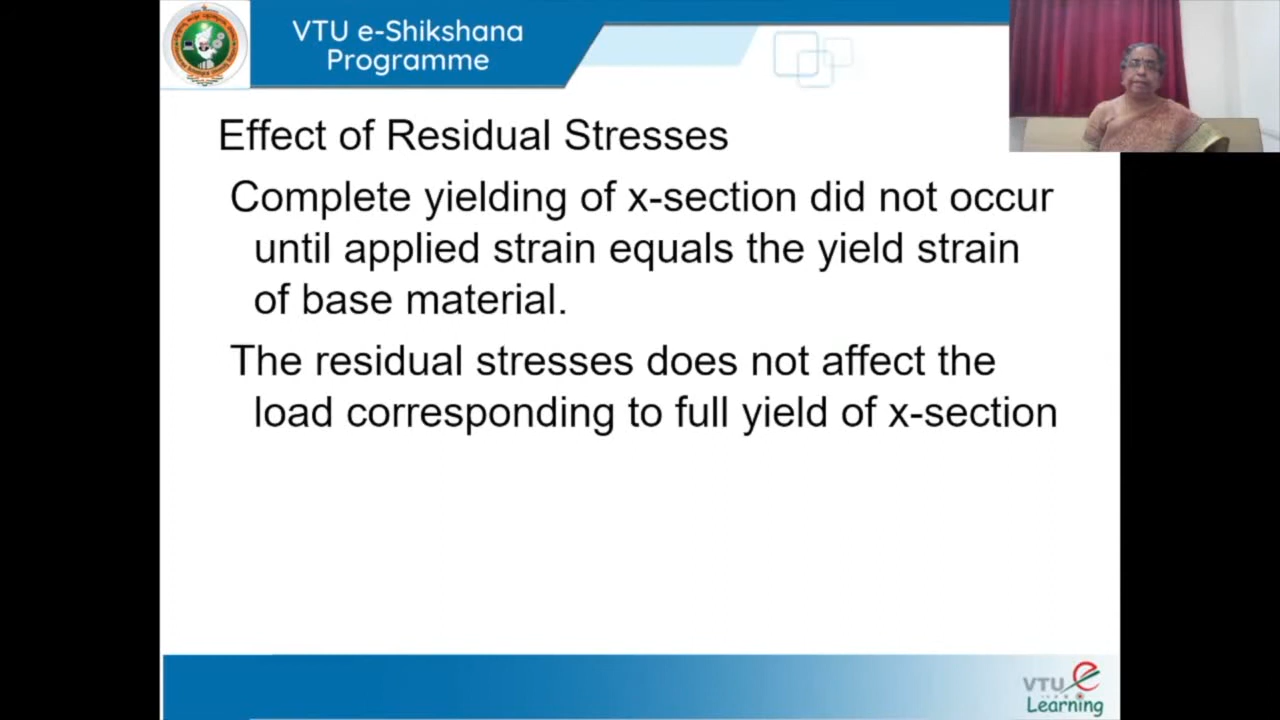 VTU e-Shikshana
Programme
Effect of Residual Stresses
Complete yielding of x-section did not occur
until applied strain equals the yield strain
of base material.
The residual stresses does not affect the
load corresponding to full yield of x-section
VTU e
Learning